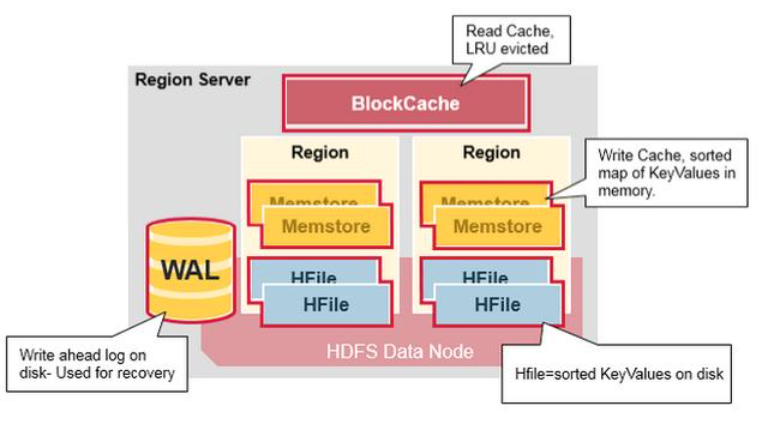 Read Cache,
LRU evicted
Region Server
BlockCache
Region
Region
Write Cache, sorted
map of KeyValues in
memory.
Memstore
Memstore
Memstore
Memstore
WAL
HFile
HFile
HFile
HFile
Write ahead log on
disk- Used for recovery
HDFS Data Node
Hfile=sorted KeyValues on disk